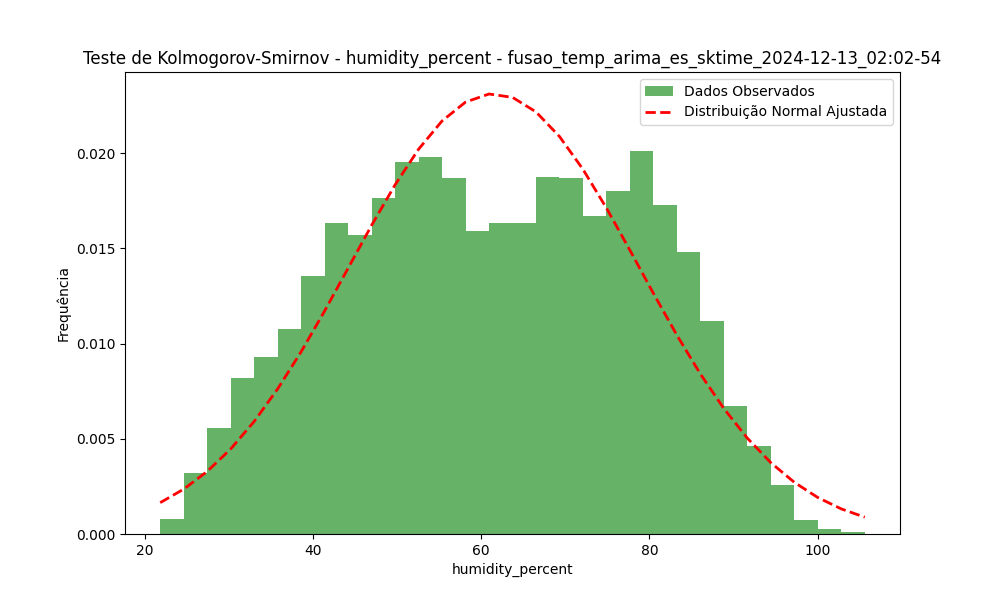 Teste de Kolmogorov-Smirnov - humidity_percent - fusao_temp_arima_es_sktime_2024-12-13_02:02-54
Dados Observados
Distribuição Normal Ajustada
Frequência
0.020
0.015
0.010
0.005
0.000
20 40 60 80 100
humidity_percent